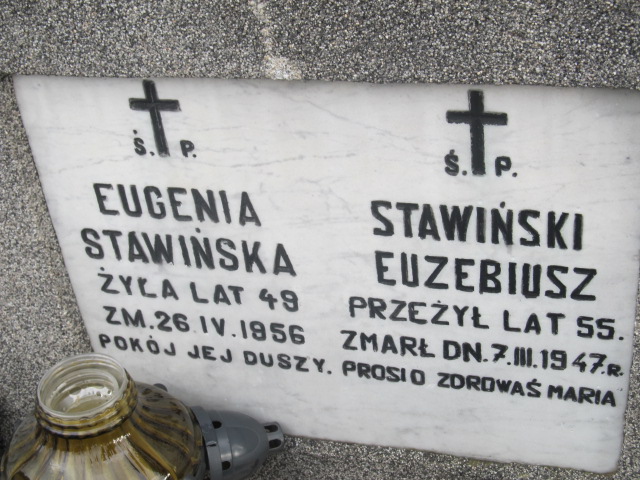 Ś. P.
EUGENIA
STAWIŃSKA
ŻYŁA LAT 49
ZM. 26. IV. 1956
POKÓJ JEJ DUSZY.
Ś. P.
STAWIŃSKI
EUZEBIUSZ
PRZEŻYŁ LAT 55.
ZMARŁ DN. 7. III. 1947. R.
PROSI O ZDROWAŚ MARIA